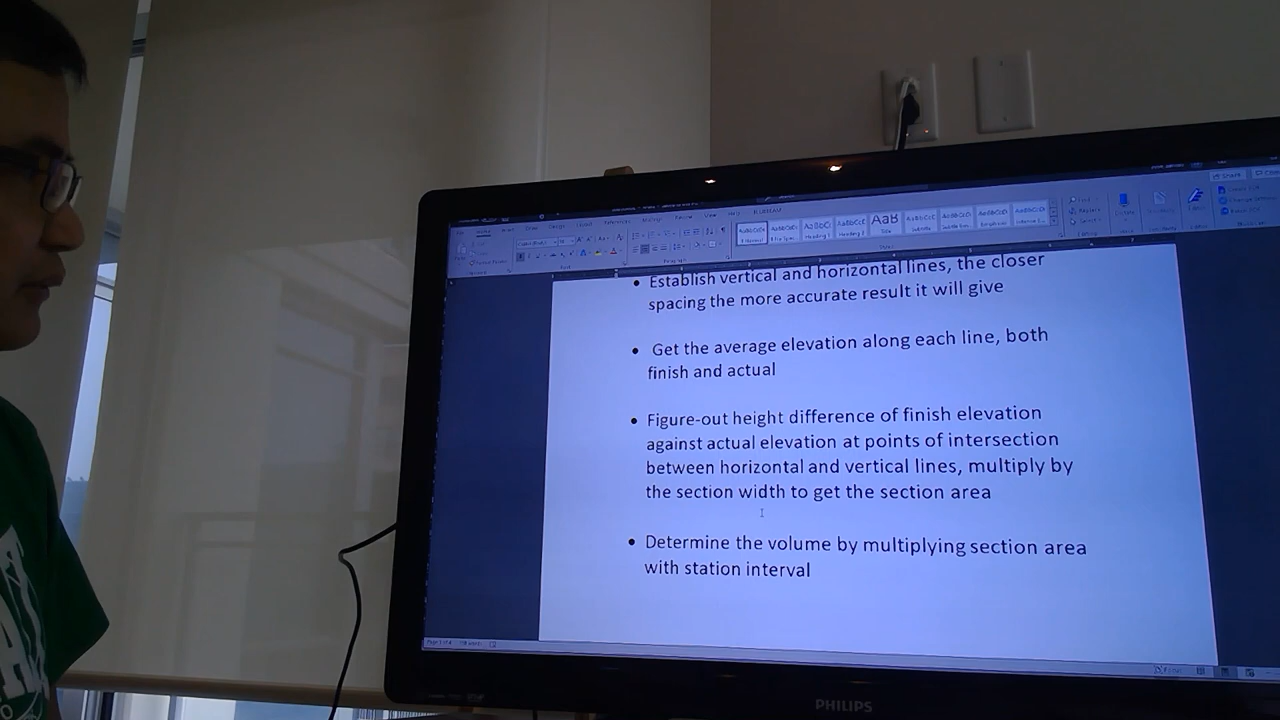 Establish vertical and horizontal lines, the closer
spacing the more accurate result it will give
Get the average elevation along each line, both
finish and actual
Figure-out height difference of finish elevation
against actual elevation at points of intersection
between horizontal and vertical lines, multiply by
the section width to get the section area
Determine the volume by multiplying section area
with station interval
PHILIPS